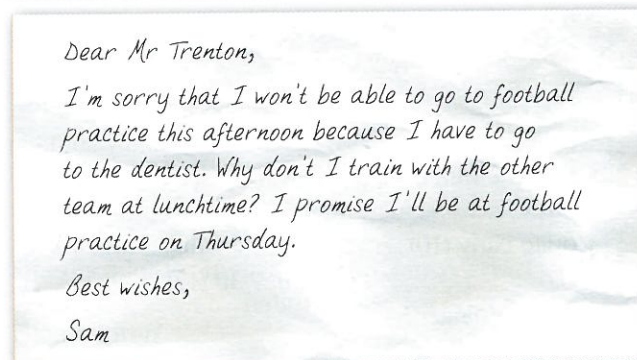 Dear Mr Trenton,
I'm sorry that I won't be able to go to football
practice this afternoon because I have to go
to the dentist. Why don't I train with the other
team at lunchtime? I promise I'll be at football
practice on Thursday.
Best wishes,
Sam